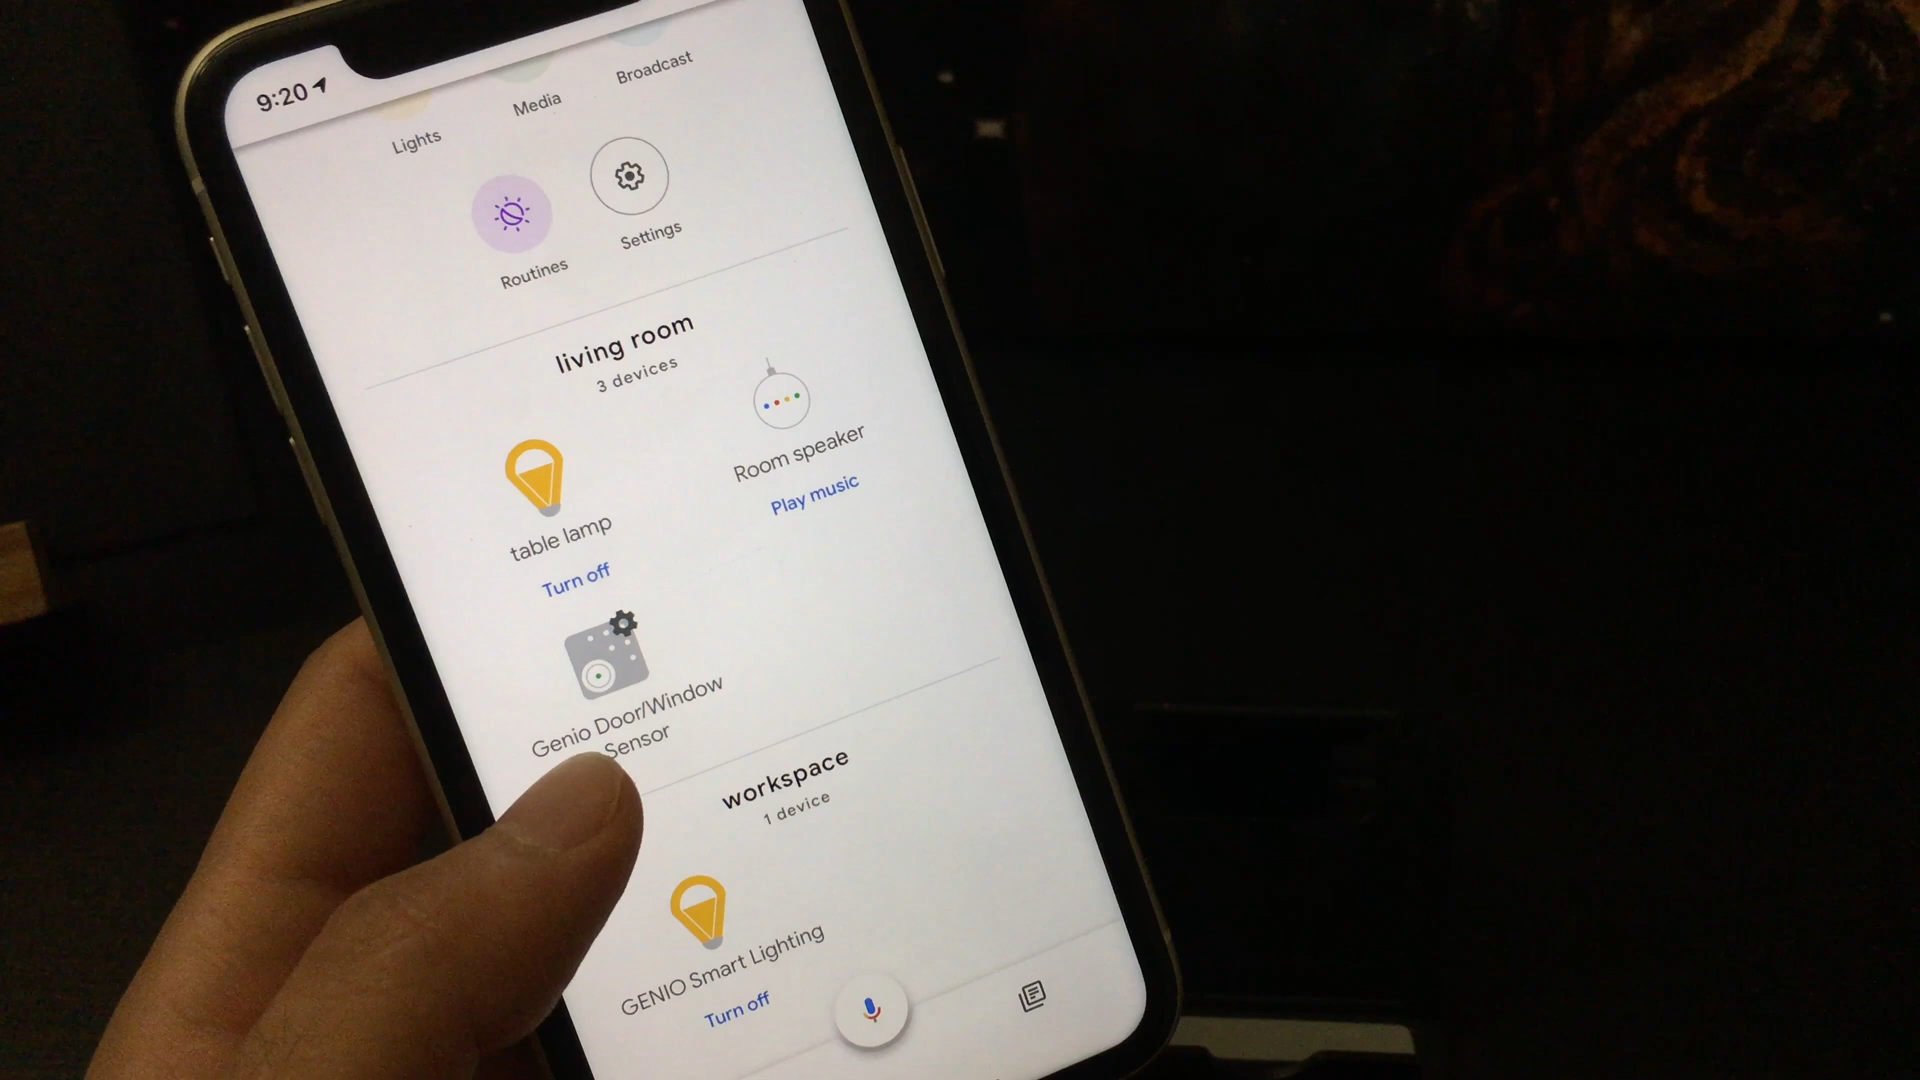 9:20
Broadcast
Media
Lights
Settings
Routines
living room
3 devices
Room speaker
Play music
table lamp
Turn off
Genio Door/Window
Sensor
workspace
1 device
GENIO Smart Lighting
Turn off